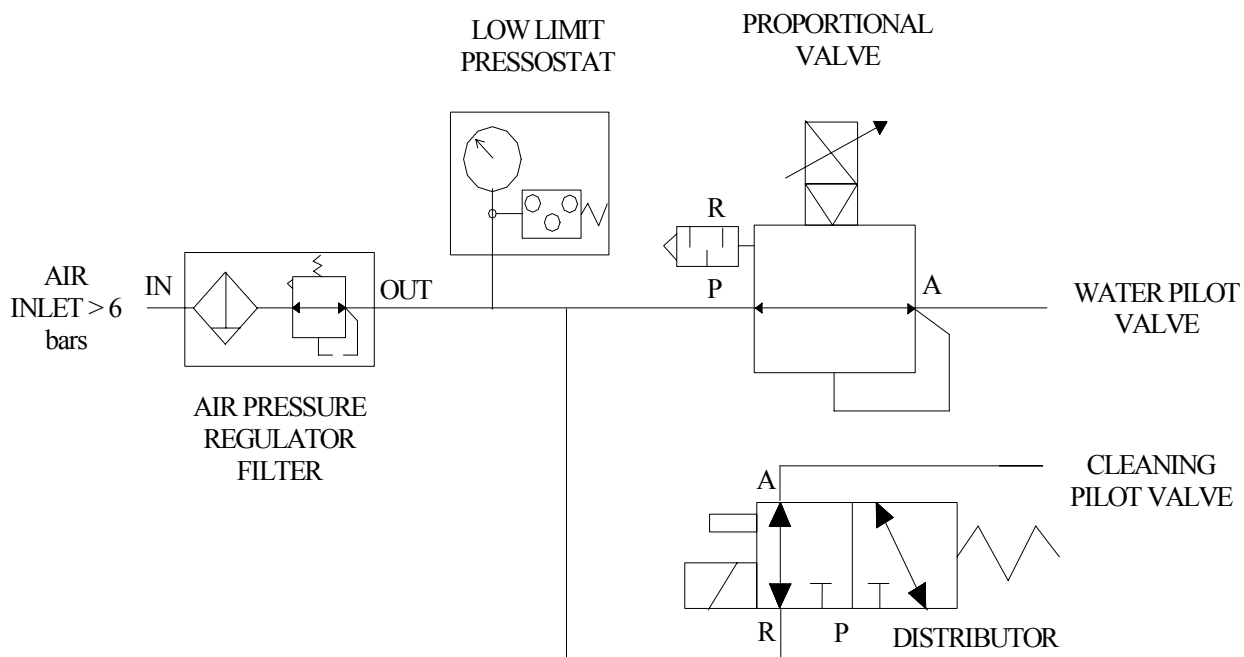 LOW LIMIT
PRESSOSTAT
PROPORTIONAL
VALVE
R
AIR
INLET > 6
bars
IN
OUT
P
A
WATER PILOT
VALVE
AIR PRESSURE
REGULATOR
FILTER
A
CLEANING
PILOT VALVE
R
P
DISTRIBUTOR